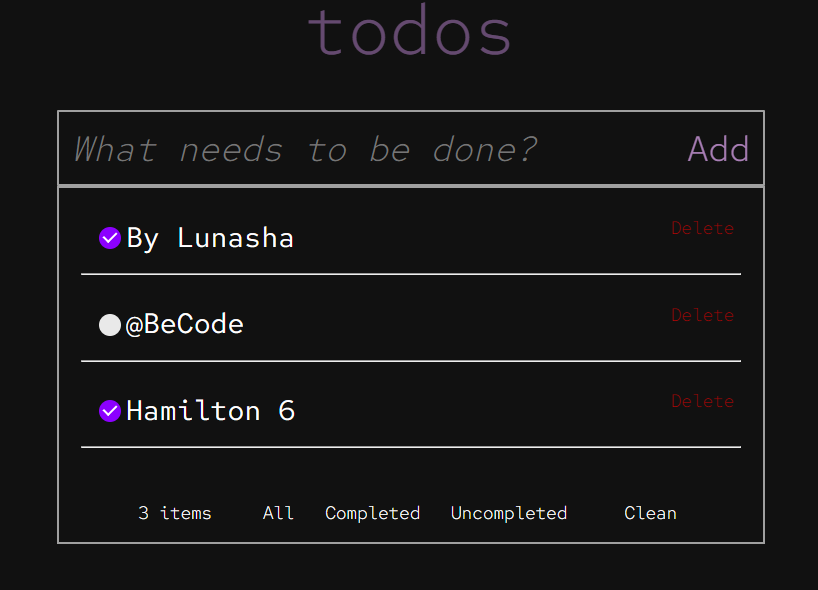 todos
What needs to be done? Add
By Lunasha Delete
@BeCode Delete
Hamilton 6 Delete
3 items All Completed Uncompleted Clean